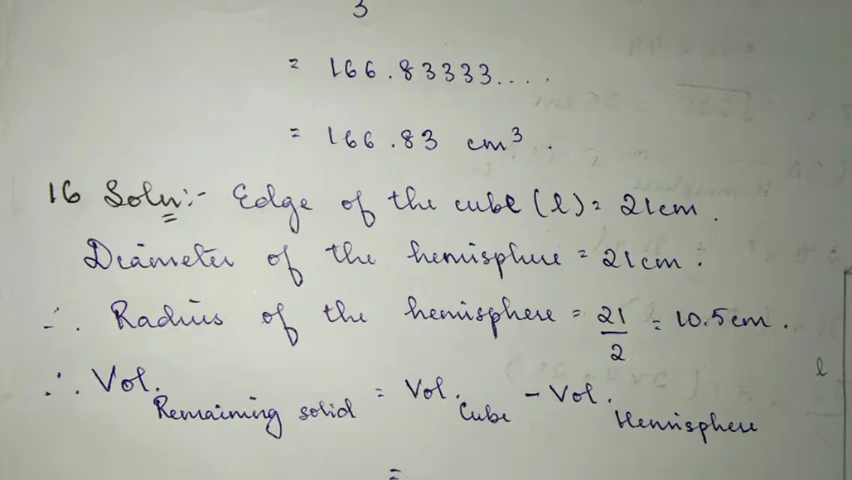 3
= 166.83333....
= 166.83 cm³.
16 Soln:- Edge of the cube (l) = 21cm.
Diameter of the hemisphere = 21cm.
∴ Radius of the hemisphere = 21/2 = 10.5cm.
∴ Vol. Remaining solid = Vol. Cube - Vol. Hemisphere
=
l